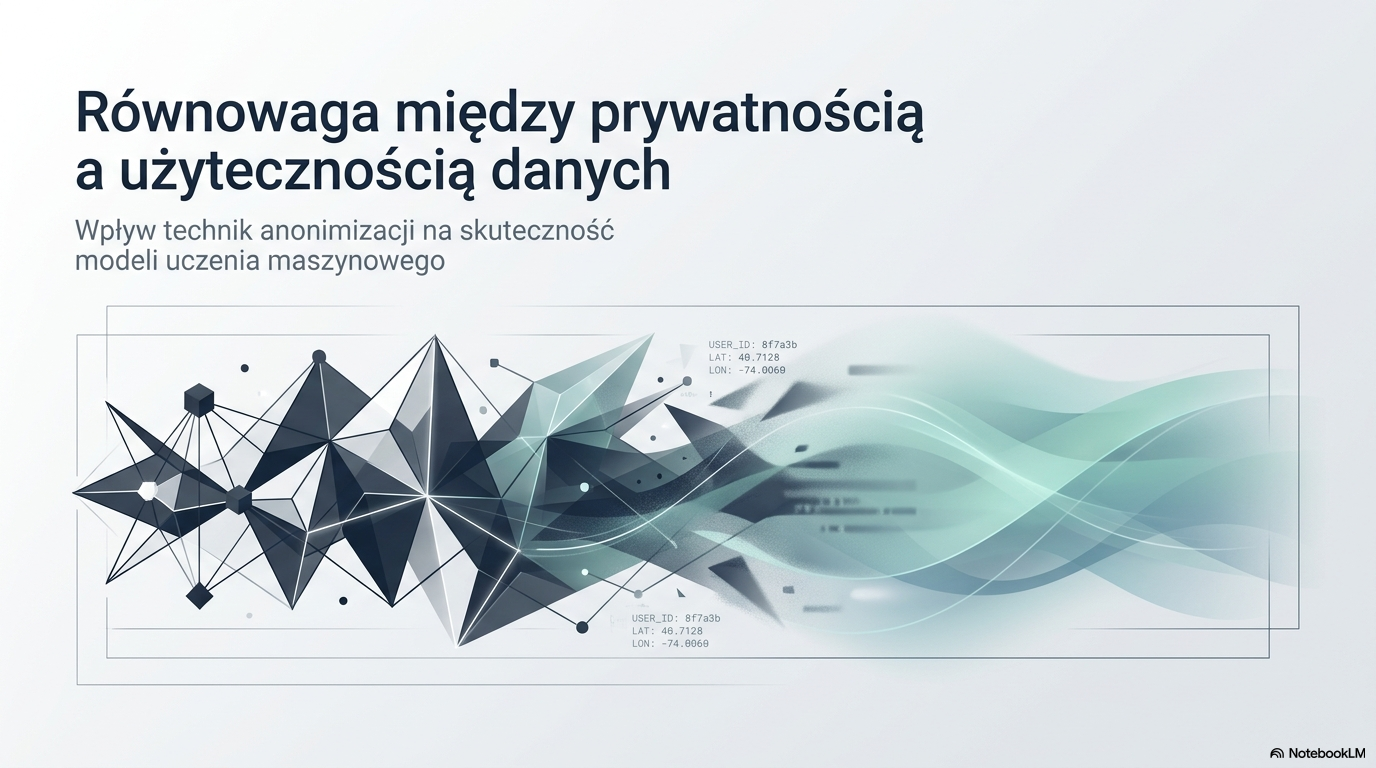 Równowaga między prywatnością
a użytecznością danych
Wpływ technik anonimizacji na skuteczność
modeli uczenia maszynowego
USER_ID: 8f7a3b
LAT: 40.7128
LON: -74.0060
USER_ID: 8f7a3b
LAT: 40.7128
LON: -74.0060
NotebookLM